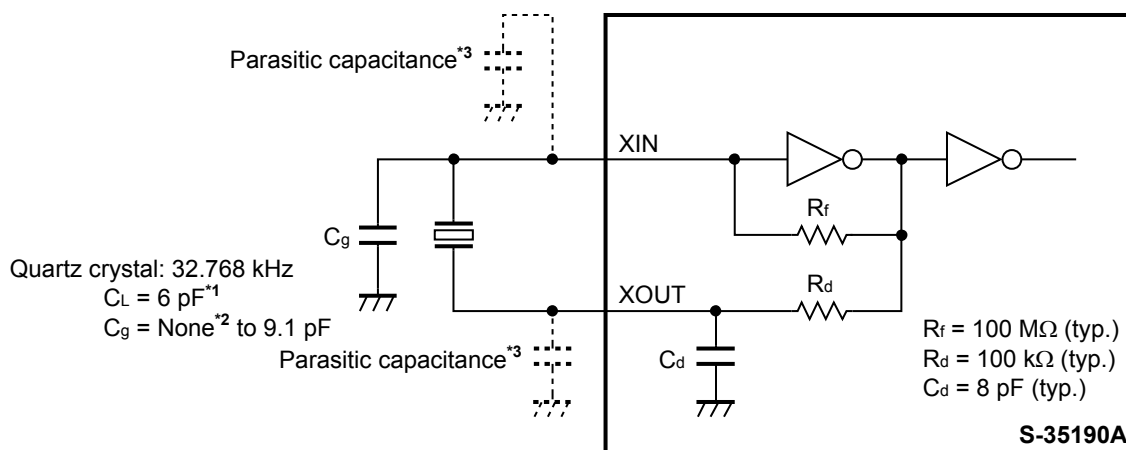 Parasitic capacitance*3
XIN
Rf
Cg
Quartz crystal: 32.768 kHz
CL = 6 pF*1
Cg = None*2 to 9.1 pF
XOUT
Rd
Parasitic capacitance*3
Cd
Rf = 100 MΩ (typ.)
Rd = 100 kΩ (typ.)
Cd = 8 pF (typ.)
S-35190A